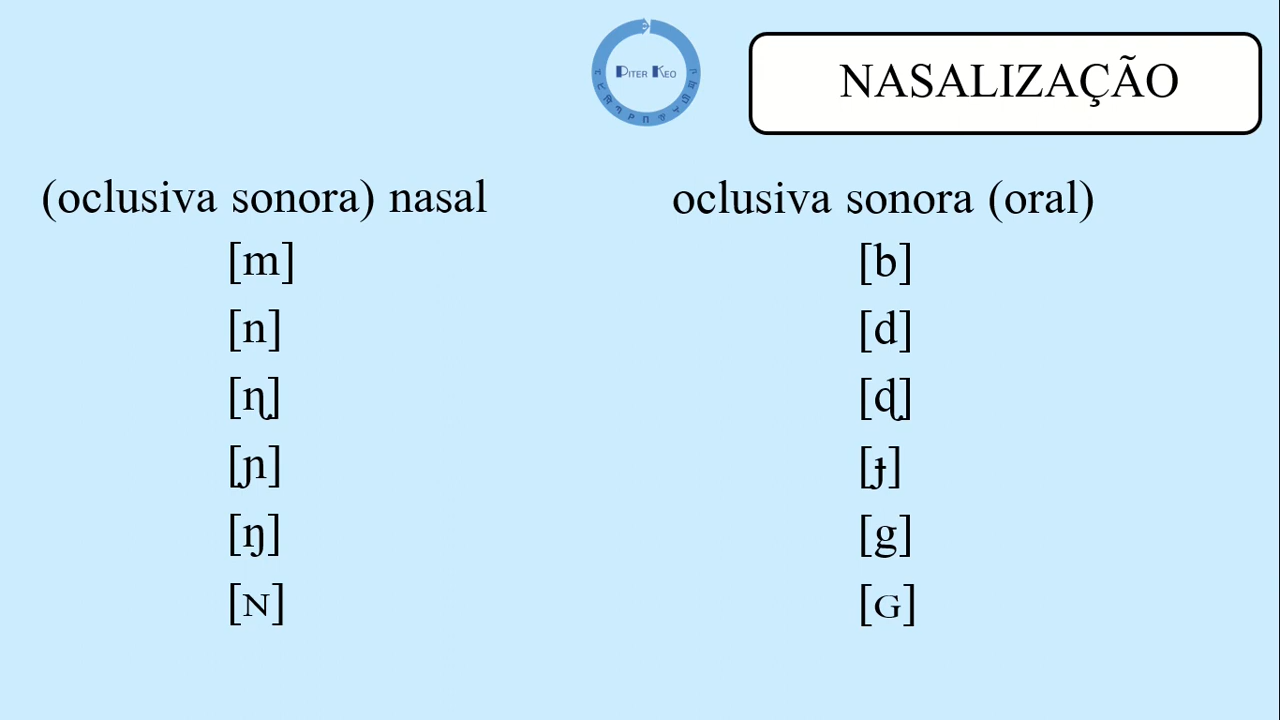 PITER KEO
NASALIZAÇÃO
(oclusiva sonora) nasal
[m]
[n]
[ɳ]
[ɲ]
[ŋ]
[ɴ]
oclusiva sonora (oral)
[b]
[d]
[ɖ]
[ɟ]
[g]
[ɢ]